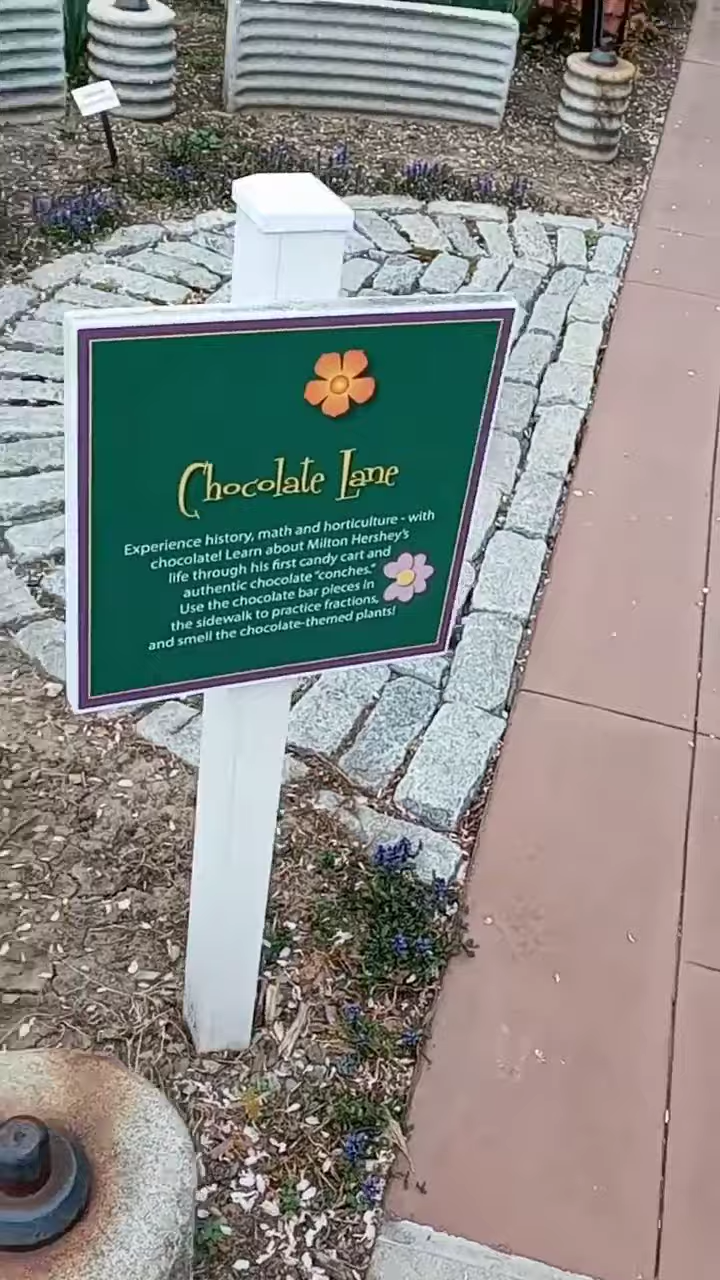 Chocolate Lane
Experience history, math and horticulture - with
chocolate! Learn about Milton Hershey's
life through his first candy cart and
authentic chocolate "conches."
Use the chocolate bar pieces in
the sidewalk to practice fractions,
and smell the chocolate-themed plants!